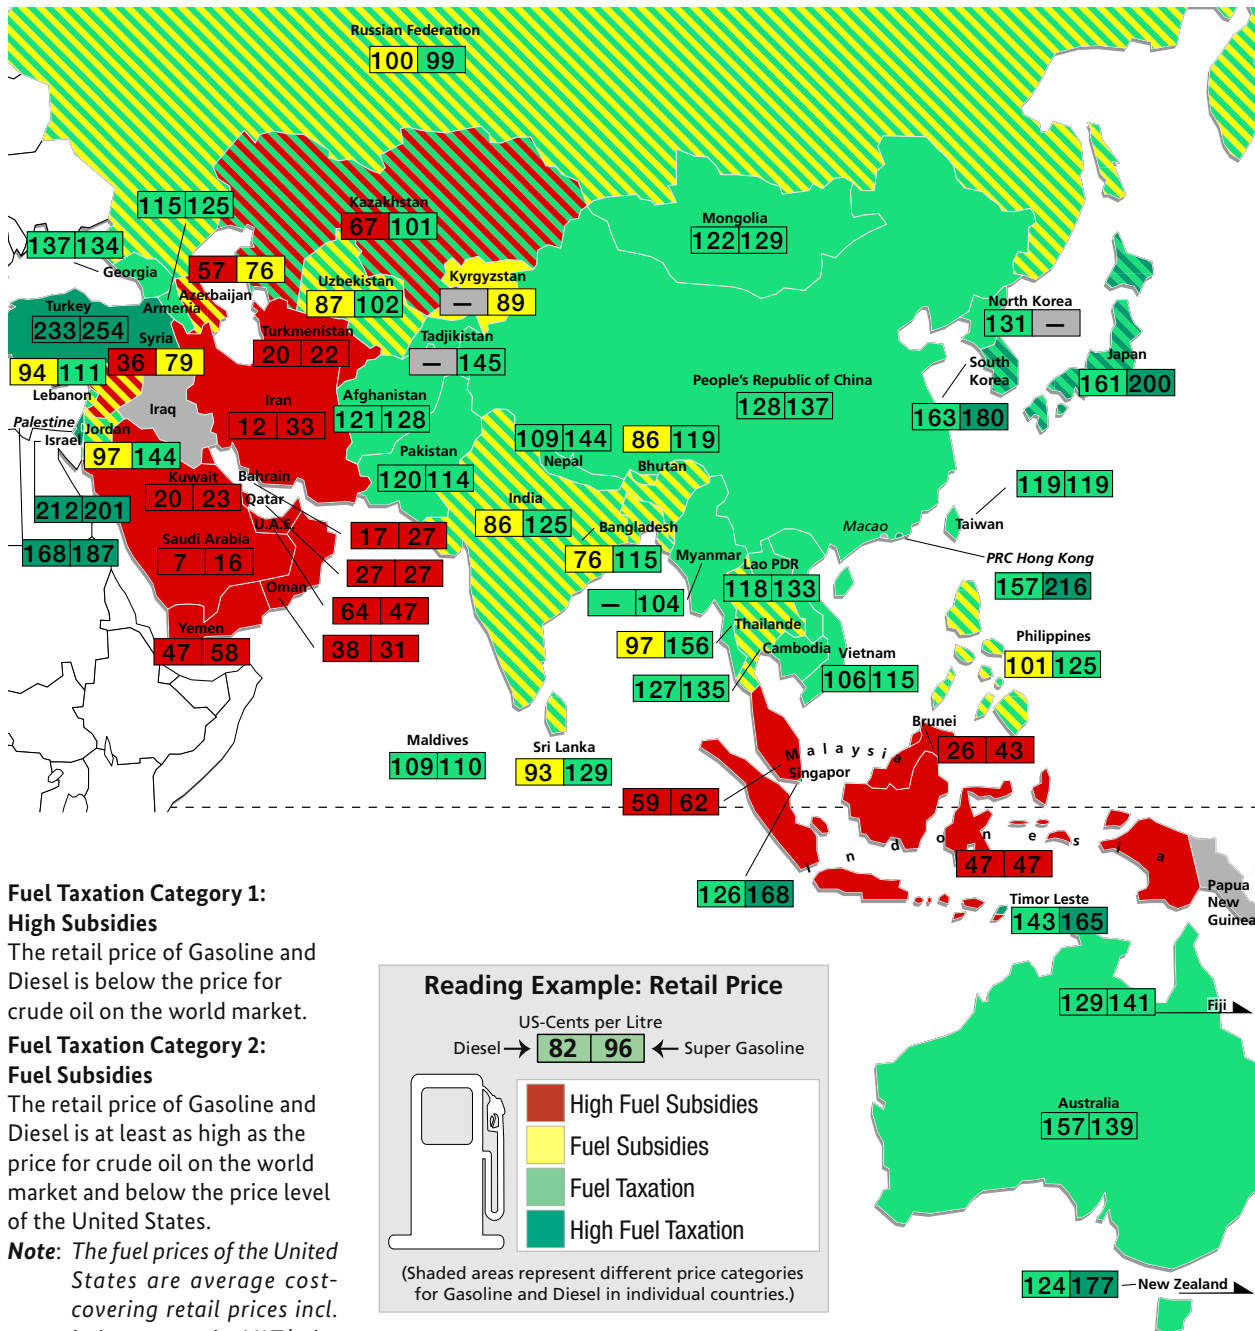 Russian Federation
100 99
115 125
Kazakhstan
67 101
Mongolia
122 129
137 134
Georgia
57 76
Azerbaijan
Armenia
Uzbekistan
87 102
Kyrgyzstan
— 89
North Korea
131 —
Turkey
233 254
Syria
36 79
Turkmenistan
20 22
Tadjikistan
— 145
South
Korea
163 180
Japan
161 200
94 111
Lebanon
People's Republic of China
128 137
Iraq
Iran
12 33
Afghanistan
121 128
Palestine
Israel
Jordan
97 144
109 144
Nepal
86 119
Bhutan
Pakistan
120 114
Kuwait
20 23
Bahrain
Qatar
U.A.E.
212 201
168 187
India
86 125
Bangladesh
76 115
119 119
Taiwan
Macao
PRC Hong Kong
157 216
17 27
27 27
64 47
38 31
Saudi Arabia
7 16
Oman
Yemen
47 58
Myanmar
— 104
Lao PDR
118 133
Thailande
97 156
Cambodia
127 135
Vietnam
106 115
Philippines
101 125
Maldives
109 110
Sri Lanka
93 129
Brunei
26 43
Malaysia
59 62
Singapor
126 168
Indonesia
47 47
Papua
New
Guinea
Timor Leste
143 165
129 141
Fiji
Australia
157 139
124 177
New Zealand
Fuel Taxation Category 1:
High Subsidies
The retail price of Gasoline and
Diesel is below the price for
crude oil on the world market.
Fuel Taxation Category 2:
Fuel Subsidies
The retail price of Gasoline and
Diesel is at least as high as the
price for crude oil on the world
market and below the price level
of the United States.
Note: The fuel prices of the United
States are average cost-
covering retail prices incl.
Reading Example: Retail Price
US-Cents per Litre
Diesel 82 96 Super Gasoline
High Fuel Subsidies
Fuel Subsidies
Fuel Taxation
High Fuel Taxation
(Shaded areas represent different price categories
for Gasoline and Diesel in individual countries.)